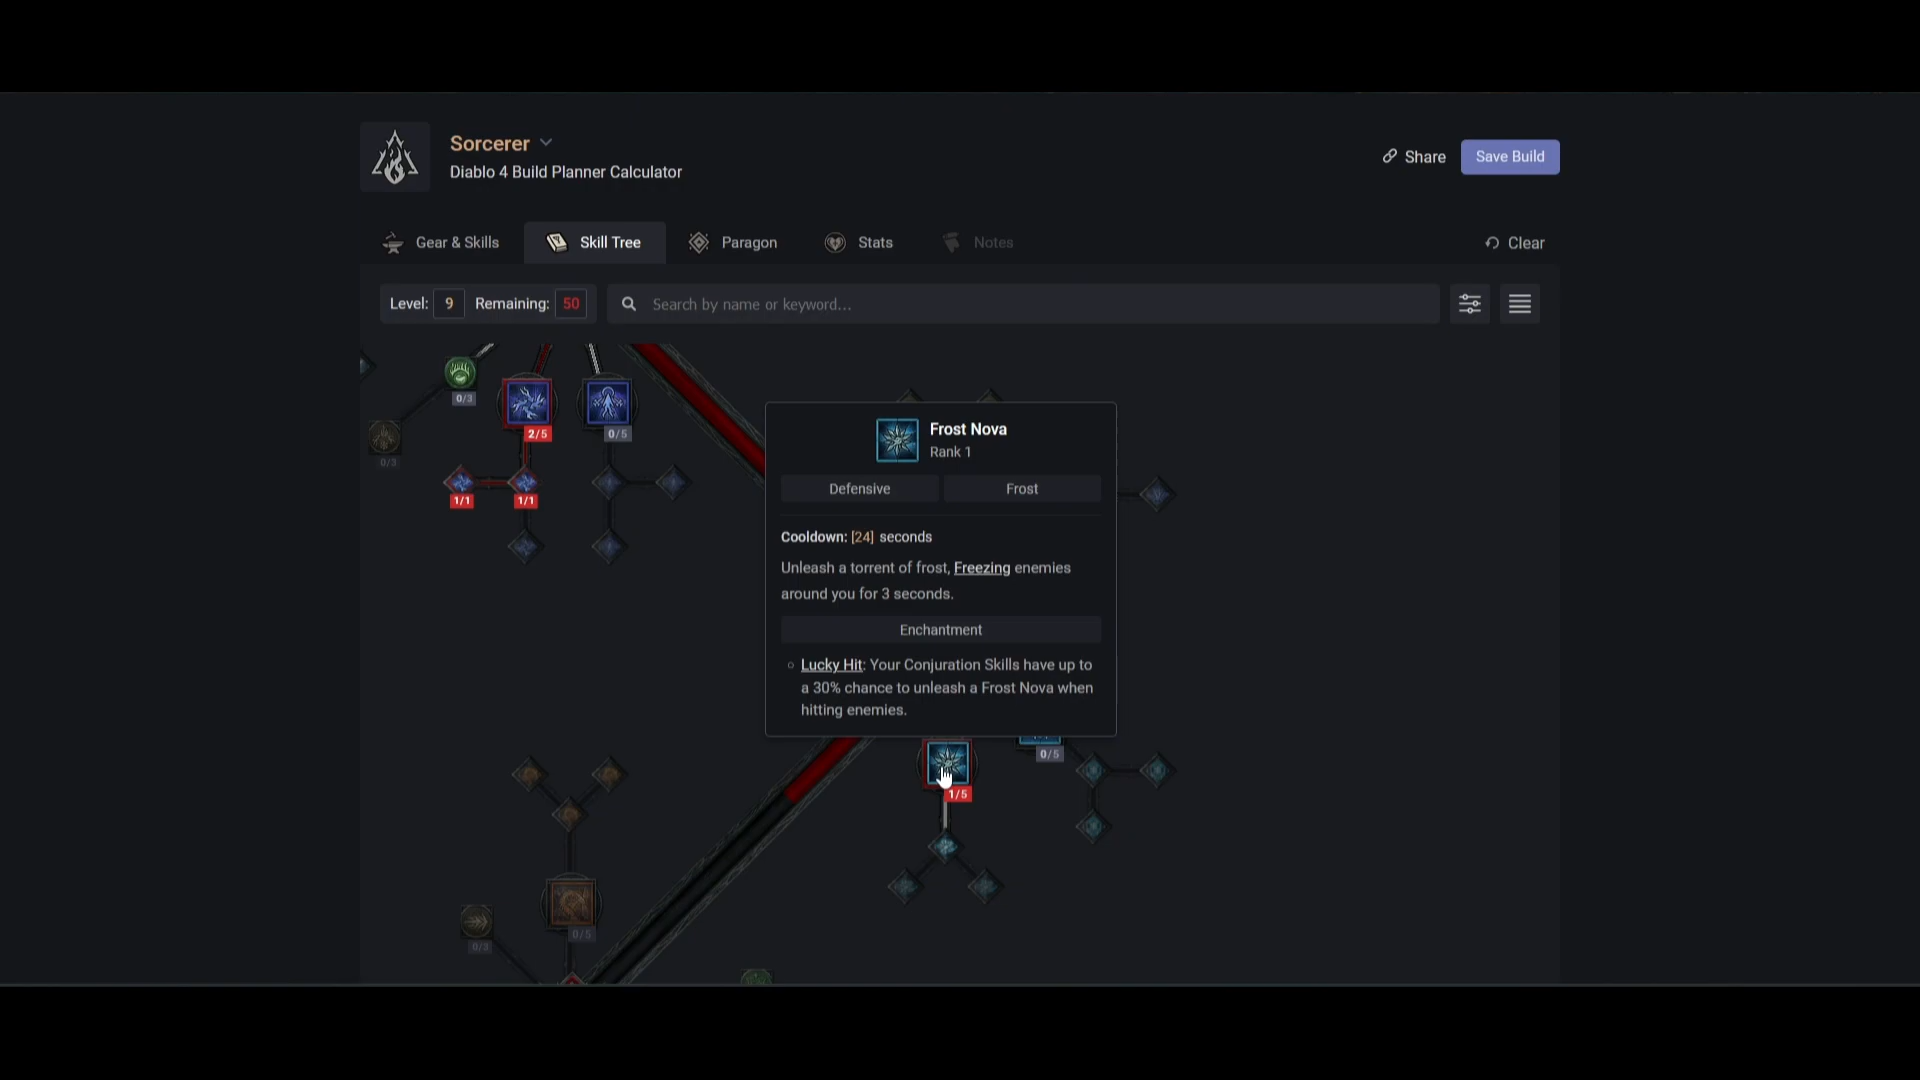 Sorcerer
Diablo 4 Build Planner Calculator
Share
Save Build
Gear & Skills
Skill Tree
Paragon
Stats
Notes
Clear
Level: 9 Remaining: 50
Search by name or keyword...
0/3
0/3
2/5
0/5
1/1
1/1
Frost Nova
Rank 1
Defensive
Frost
Cooldown: [24] seconds
Unleash a torrent of frost, Freezing enemies
around you for 3 seconds.
Enchantment
Lucky Hit: Your Conjuration Skills have up to
a 30% chance to unleash a Frost Nova when
hitting enemies.
0/5
1/5
0/5
0/3